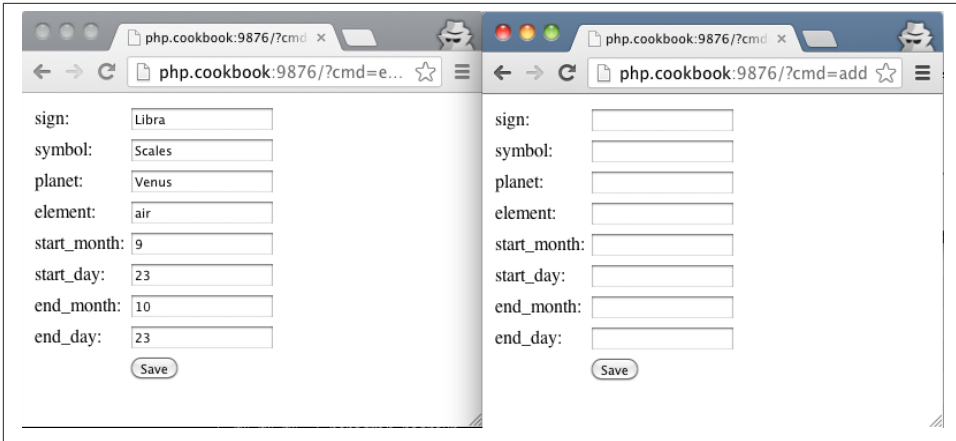 php.cookbook:9876/?cmd
php.cookbook:9876/?cmd=e...
sign: Libra
symbol: Scales
planet: Venus
element: air
start_month: 9
start_day: 23
end_month: 10
end_day: 23
Save
php.cookbook:9876/?cmd
php.cookbook:9876/?cmd=add
sign:
symbol:
planet:
element:
start_month:
start_day:
end_month:
end_day:
Save